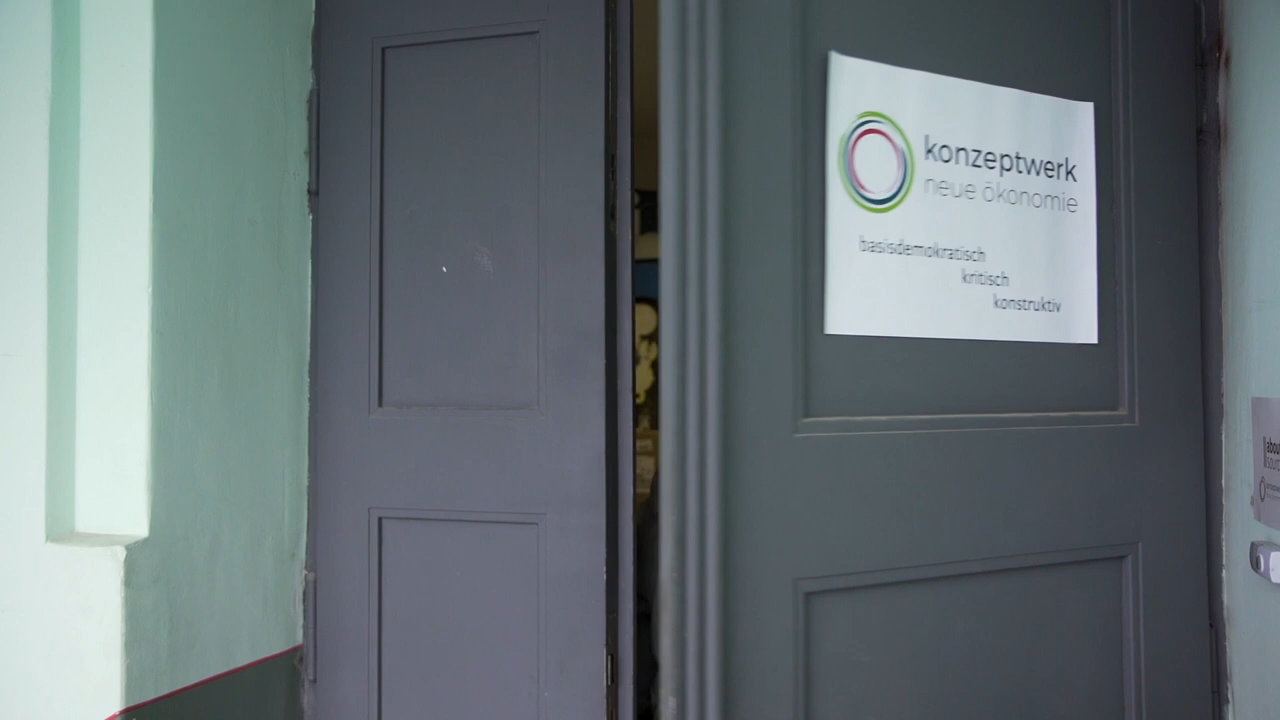 konzeptwerk
neue ökonomie
basisdemokratisch
kritisch
konstruktiv